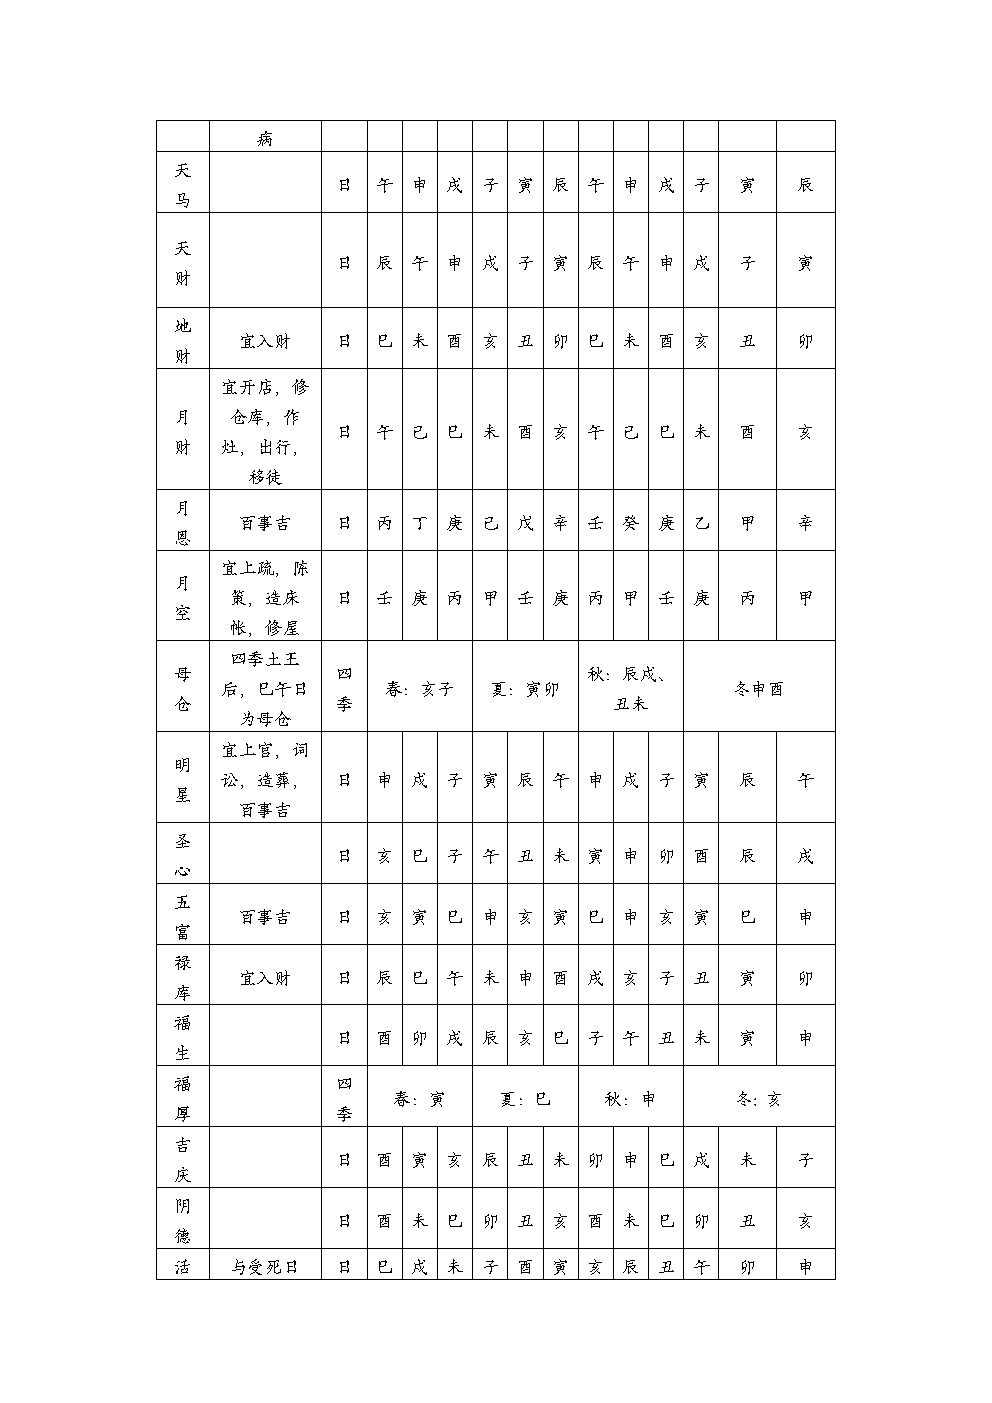 病
天马 日 午 申 戌 子 寅 辰 午 申 戌 子 寅 辰
天财 日 辰 午 申 戌 子 寅 辰 午 申 戌 子 寅
地财 宜入财 日 巳 未 酉 亥 丑 卯 巳 未 酉 亥 丑 卯
月财 宜开店，修仓库，作灶，出行，移徒 日 午 己 巳 未 酉 亥 午 己 巳 未 酉 亥
月恩 百事吉 日 丙 丁 庚 己 戊 辛 壬 癸 庚 乙 甲 辛
月空 宜上疏，陈策，造床帐，修屋 日 壬 庚 丙 甲 壬 庚 丙 甲 壬 庚 丙 甲
母仓 四季土王后，巳午日为母仓 四季 春：亥子 夏：寅卯 秋：辰戌、丑未 冬申酉
明星 宜上官，词讼，造葬，百事吉 日 申 戌 子 寅 辰 午 申 戌 子 寅 辰 午
圣心 日 亥 巳 子 午 丑 未 寅 申 卯 酉 辰 戌
五富 百事吉 日 亥 寅 巳 申 亥 寅 巳 申 亥 寅 巳 申
禄库 宜入财 日 辰 巳 午 未 申 酉 戌 亥 子 丑 寅 卯
福生 日 酉 卯 戌 辰 亥 巳 子 午 丑 未 寅 申
福厚 四季 春：寅 夏：巳 秋：申 冬：亥
吉庆 日 酉 寅 亥 辰 丑 未 卯 申 巳 戌 未 子
阴德 日 酉 未 巳 卯 丑 亥 酉 未 巳 卯 丑 亥
活 与受死日 日 巳 戌 未 子 酉 寅 亥 辰 丑 午 卯 申